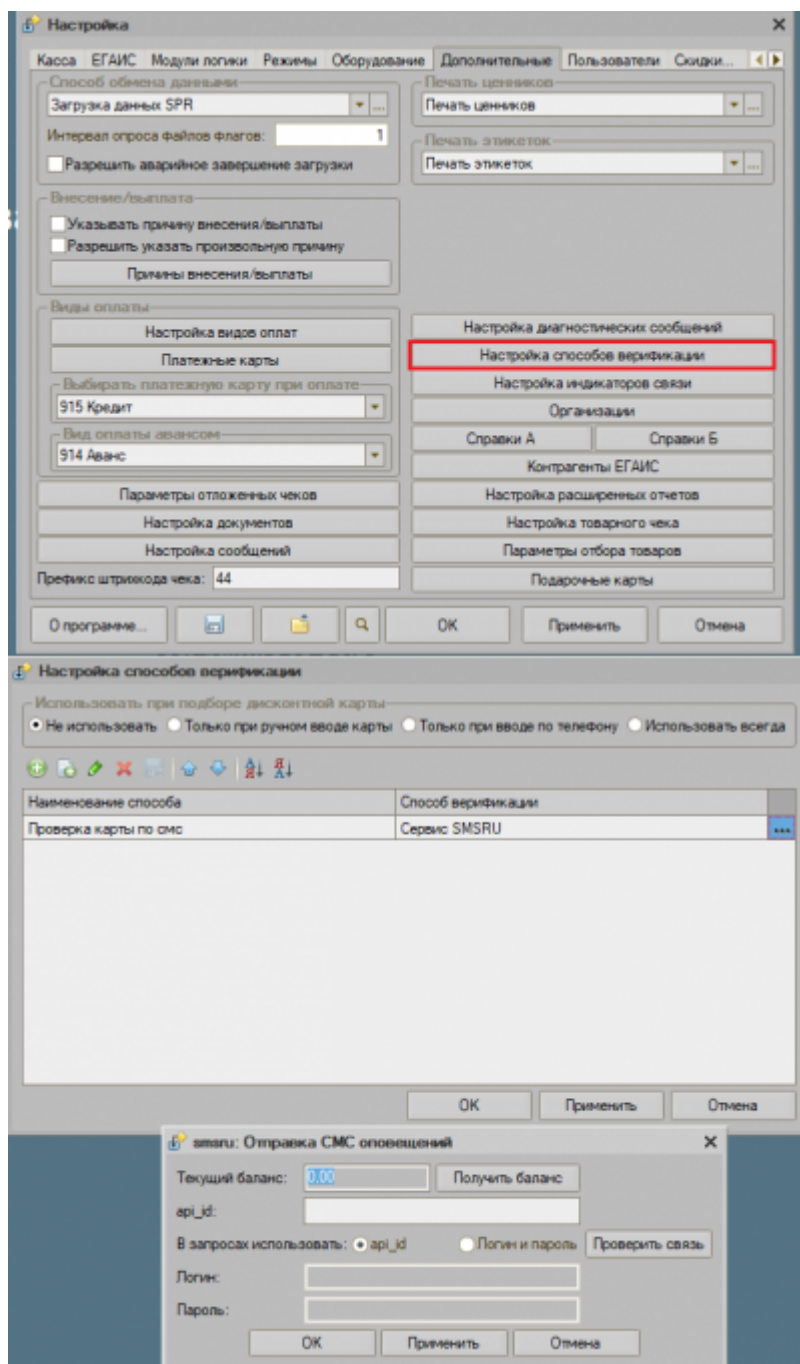 Настройка
Касса ЕГАИС Модули логики Режимы Оборудование Дополнительные Пользователи Скидки...
Способ обмена данными
Загрузка данных SPR
...
Интервал опроса файлов флагов: 1
Разрешить аварийное завершение загрузки
Печать ценников
Печать ценников
...
Печать этикеток
Печать этикеток
...
Внесение/выплата
Указывать причину внесения/выплаты
Разрешить указать произвольную причину
Причины внесения/выплаты
Виды оплаты
Настройка видов оплат
Платежные карты
Выбирать платежную карту при оплате
915 Кредит
Вид оплаты авансом
914 Аванс
Параметры отложенных чеков
Настройка документов
Настройка сообщений
Префикс штрихкода чека: 44
Настройка диагностических сообщений
Настройка способов верификации
Настройка индикаторов связи
Организации
Справки А Справки Б
Контрагенты ЕГАИС
Настройка расширенных отчетов
Настройка товарного чека
Параметры отбора товаров
Подарочные карты
О программе... ОК Применить Отмена
Настройка способов верификации
Использовать при подборе дисконтной карты
Не использовать Только при ручном вводе карты Только при вводе по телефону Использовать всегда
Наименование способа Способ верификации
Проверка карты по смс Сервис SMSRU ...
ОК Применить Отмена
smsru: Отправка СМС оповещений
Текущий баланс: 0,00 Получить баланс
api_id:
В запросах использовать: api_id Логин и пароль Проверить связь
Логин:
Пароль:
ОК Применить Отмена